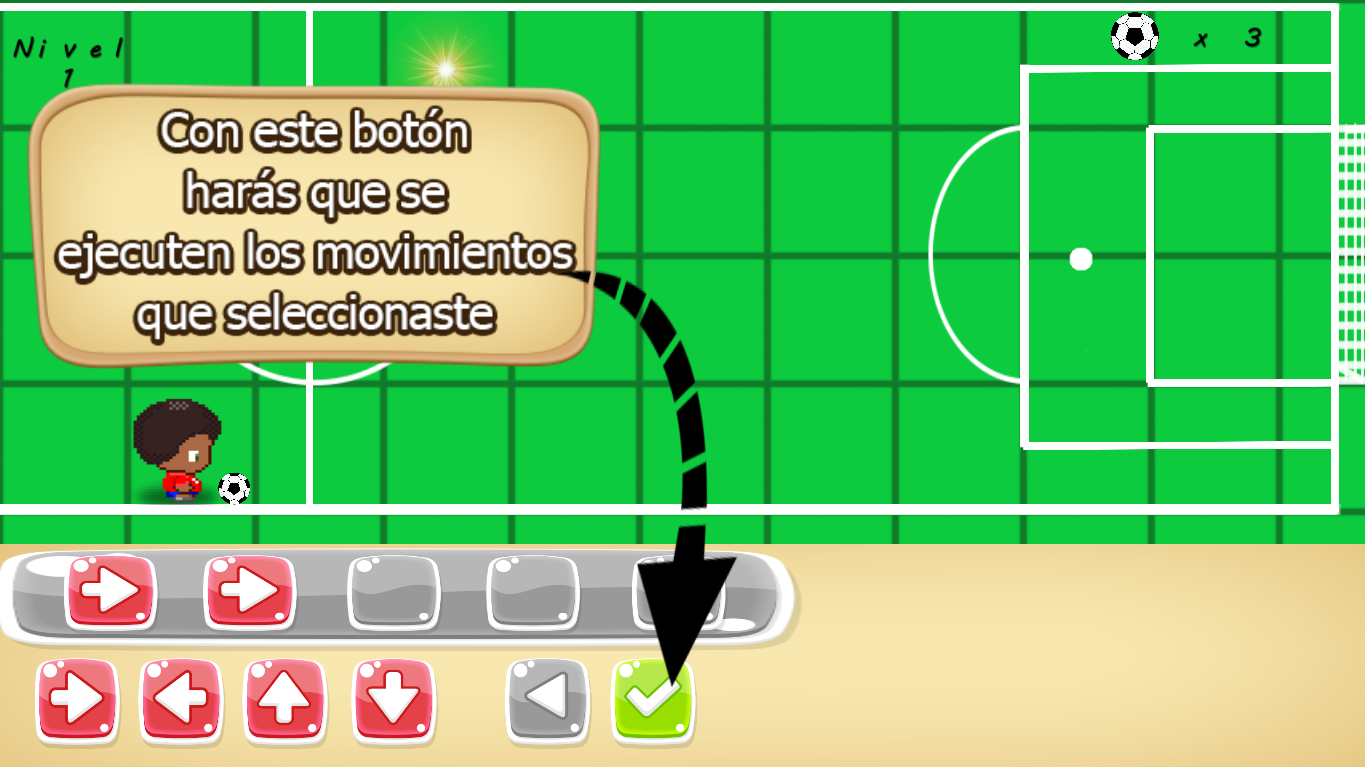 Nivel
1
x 3
Con este botón
harás que se
ejecuten los movimientos
que seleccionaste